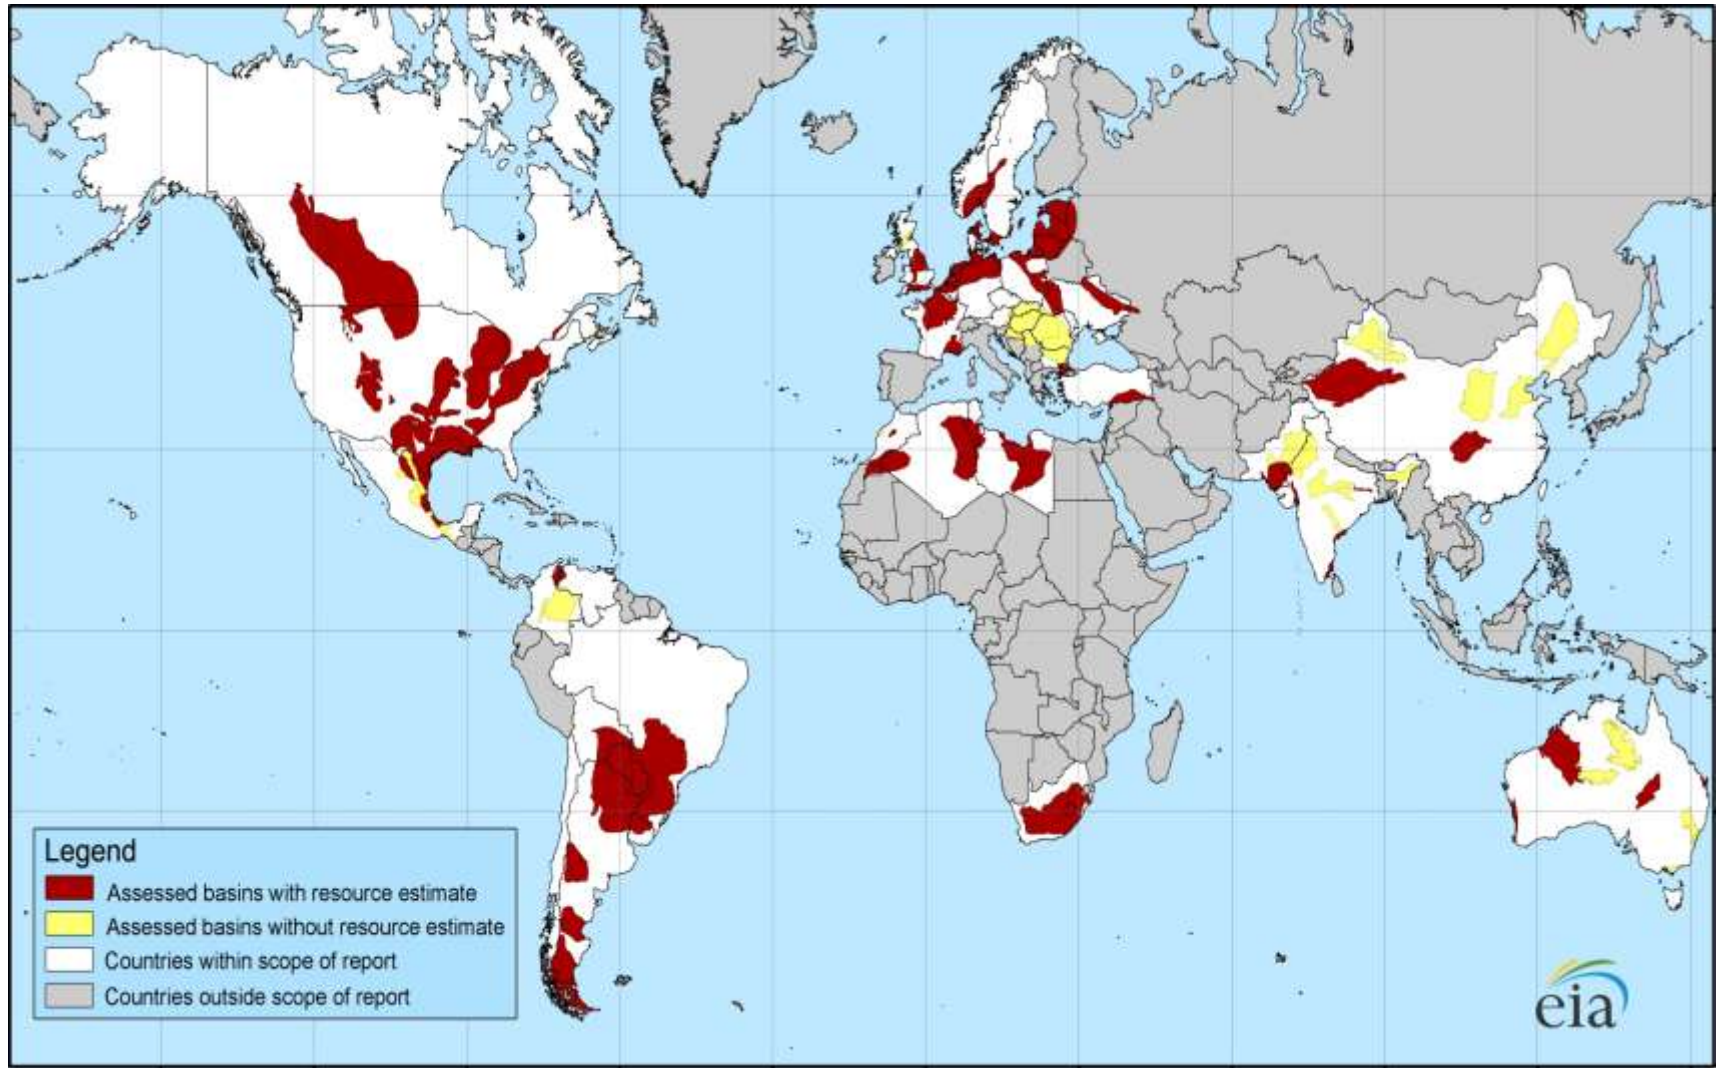 Legend
Assessed basins with resource estimate
Assessed basins without resource estimate
Countries within scope of report
Countries outside scope of report
eia